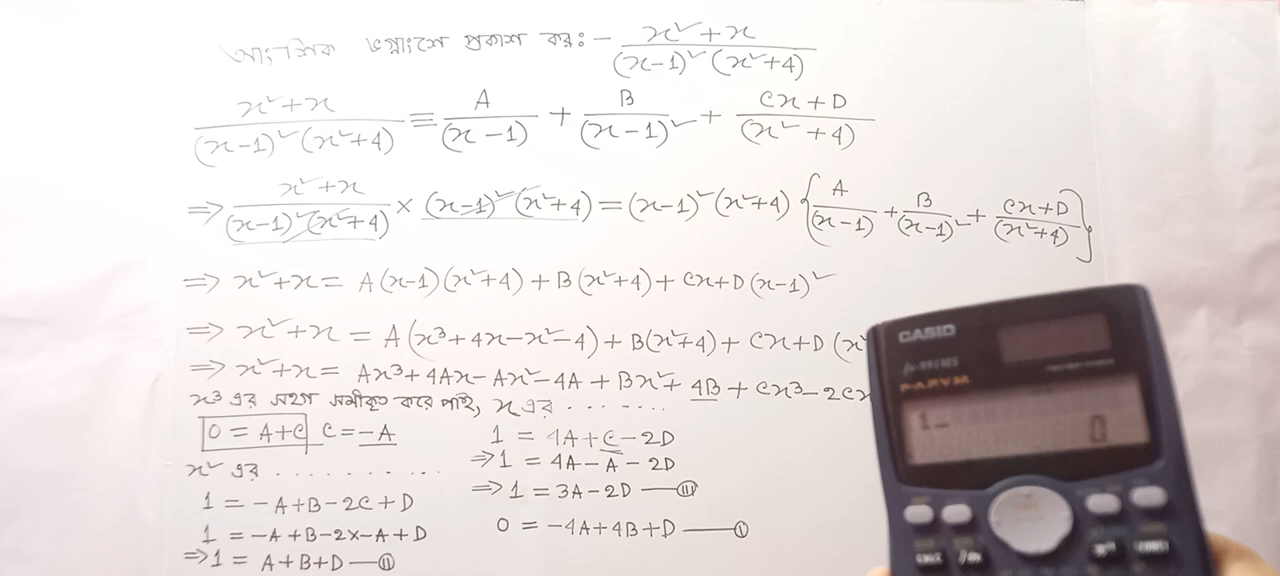 আংশিক ভগ্নাংশে প্রকাশ কর:- x²+x / (x-1)²(x²+4)
x²+x / (x-1)²(x²+4) ≡ A/(x-1) + B/(x-1)² + Cx+D/(x²+4)
⇒ x²+x / (x-1)²(x²+4) × (x-1)²(x²+4) = (x-1)²(x²+4) {A/(x-1) + B/(x-1)² + Cx+D/(x²+4)}
⇒ x²+x = A(x-1)(x²+4) + B(x²+4) + Cx+D(x-1)²
⇒ x²+x = A(x³+4x-x²-4) + B(x²+4) + Cx+D(x²
⇒ x²+x = Ax³+4Ax-Ax²-4A+Bx²+4B+Cx³-2Cx
x³ এর সহগ সমীকৃত করে পাই, x এর .......
0 = A+C C = -A
x² এর ..........
1 = -A+B-2C+D
1 = -A+B-2×-A+D
⇒ 1 = A+B+D — (ii)
1 = 4A+C-2D
⇒ 1 = 4A-A-2D
⇒ 1 = 3A-2D — (iii)
0 = -4A+4B+D — (i)
CASIO
fx-991MS
S-V.P.A.M.
1_
0